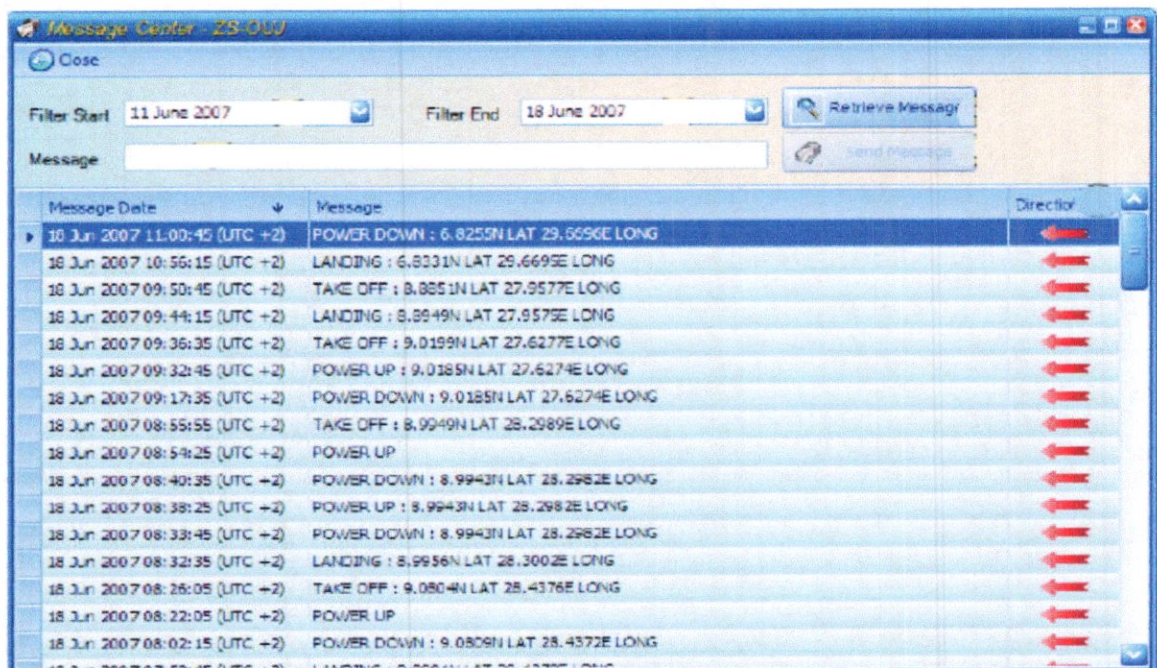 Message Center - ZS-OUJ
Close
Filter Start 11 June 2007 Filter End 18 June 2007 Retrieve Messag
Message Send Message
Message Date Message Direction
18 Jun 2007 11:00:45 (UTC +2) POWER DOWN : 6.8255N LAT 29.6696E LONG
18 Jun 2007 10:56:15 (UTC +2) LANDING : 6.8331N LAT 29.6695E LONG
18 Jun 2007 09:50:45 (UTC +2) TAKE OFF : 8.8851N LAT 27.9577E LONG
18 Jun 2007 09:44:15 (UTC +2) LANDING : 8.8949N LAT 27.9575E LONG
18 Jun 2007 09:36:35 (UTC +2) TAKE OFF : 9.0199N LAT 27.6277E LONG
18 Jun 2007 09:32:45 (UTC +2) POWER UP : 9.0185N LAT 27.6274E LONG
18 Jun 2007 09:17:35 (UTC +2) POWER DOWN : 9.0185N LAT 27.6274E LONG
18 Jun 2007 08:55:55 (UTC +2) TAKE OFF : 8.9949N LAT 28.2989E LONG
18 Jun 2007 08:54:25 (UTC +2) POWER UP
18 Jun 2007 08:40:35 (UTC +2) POWER DOWN : 8.9943N LAT 28.2982E LONG
18 Jun 2007 08:38:25 (UTC +2) POWER UP : 8.9943N LAT 28.2982E LONG
18 Jun 2007 08:33:45 (UTC +2) POWER DOWN : 8.9943N LAT 28.2982E LONG
18 Jun 2007 08:32:35 (UTC +2) LANDING : 8.9956N LAT 28.3002E LONG
18 Jun 2007 08:26:05 (UTC +2) TAKE OFF : 9.0804N LAT 28.4376E LONG
18 Jun 2007 08:22:05 (UTC +2) POWER UP
18 Jun 2007 08:02:15 (UTC +2) POWER DOWN : 9.0809N LAT 28.4372E LONG